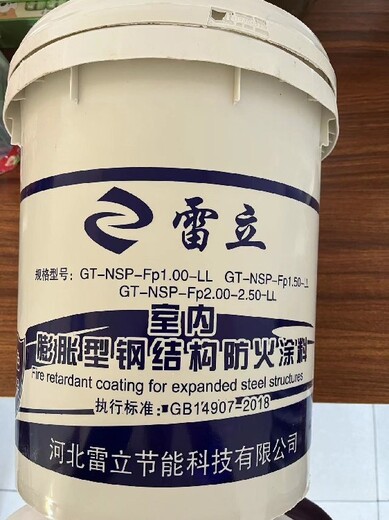 雷立
规格型号：GT-NSP-Fp1.00-LL GT-NSP-Fp1.50-LL
GT-NSP-Fp2.00-2.50-LL
室内
膨胀型钢结构防火涂料
Fire retardant coating for expanded steel structures
执行标准：GB14907-2018
河北雷立节能科技有限公司